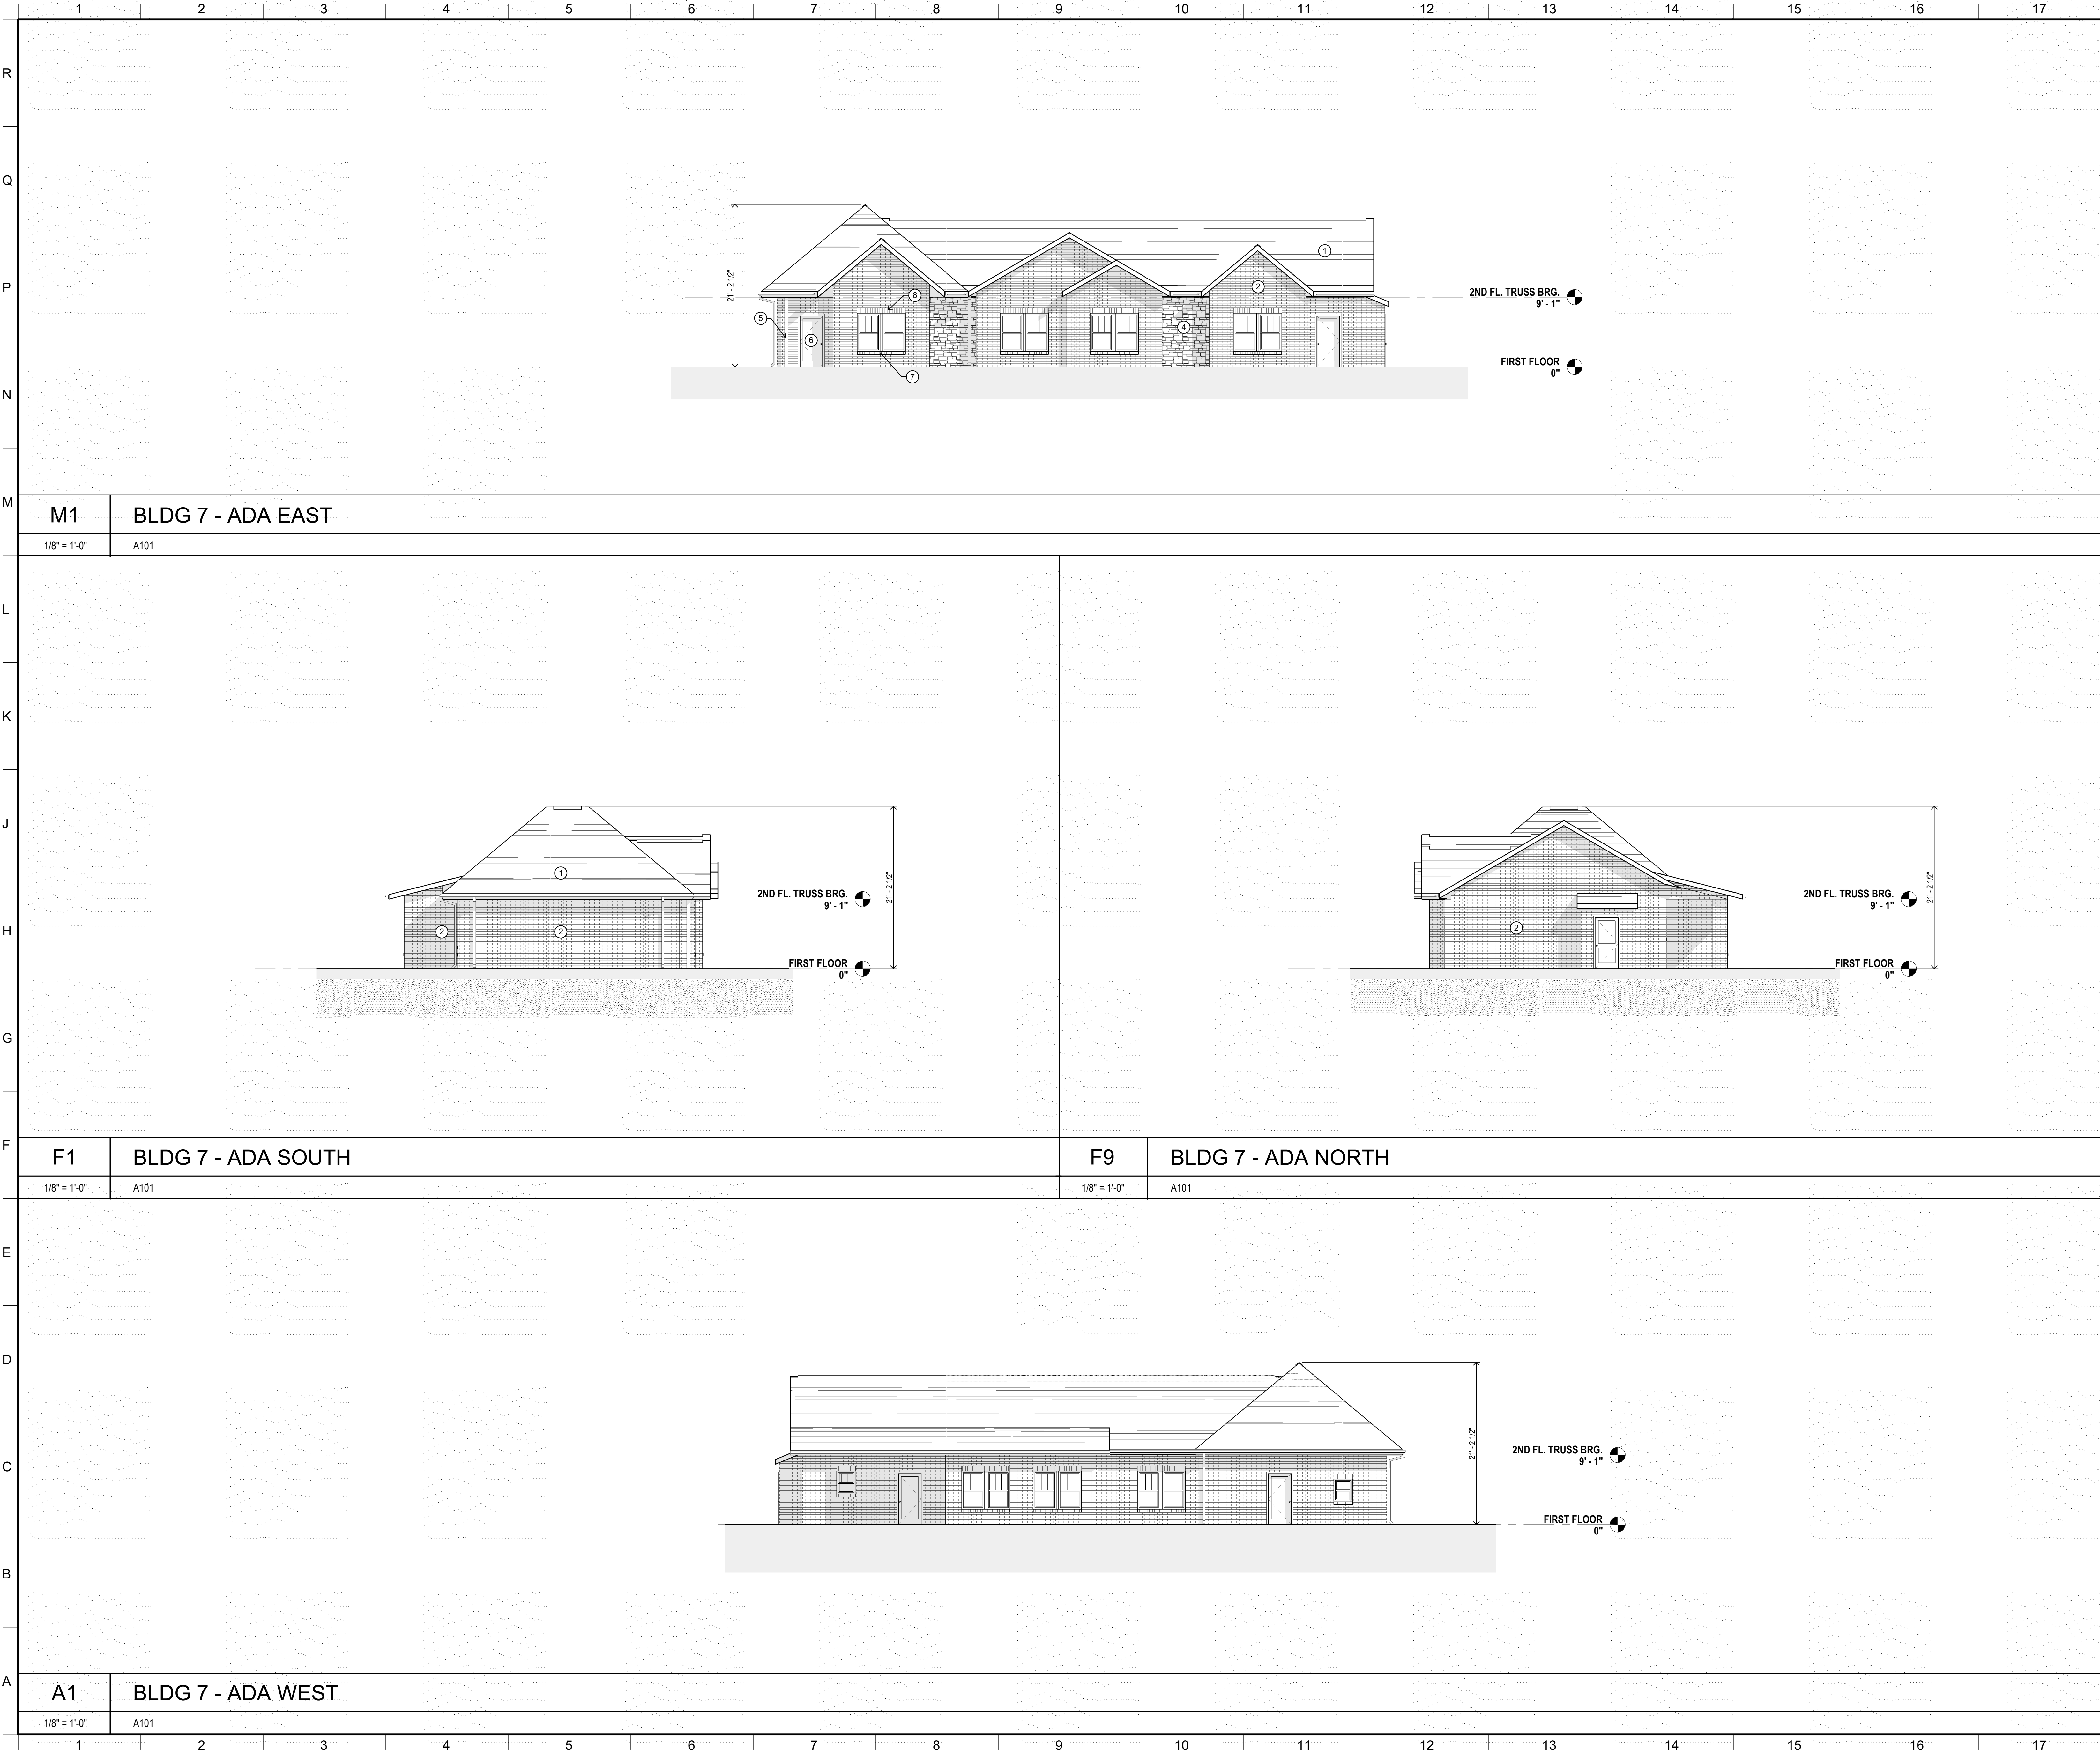 1 2 3 4 5 6 7 8 9 10 11 12 13 14 15 16 17
R
Q
P
N
M
L
K
J
H
G
F
E
D
C
B
A
21' - 2 1/2"
1
2
8
5
4
6
7
2ND FL. TRUSS BRG.
9' - 1"
FIRST FLOOR
0"
M1 BLDG 7 - ADA EAST
1/8" = 1'-0" A101
1
2
2
2ND FL. TRUSS BRG.
9' - 1"
21' - 2 1/2"
FIRST FLOOR
0"
F1 BLDG 7 - ADA SOUTH
1/8" = 1'-0" A101
2
2ND FL. TRUSS BRG.
9' - 1"
21' - 2 1/2"
FIRST FLOOR
0"
F9 BLDG 7 - ADA NORTH
1/8" = 1'-0" A101
21' - 2 1/2"
2ND FL. TRUSS BRG.
9' - 1"
FIRST FLOOR
0"
A1 BLDG 7 - ADA WEST
1/8" = 1'-0" A101
1 2 3 4 5 6 7 8 9 10 11 12 13 14 15 16 17